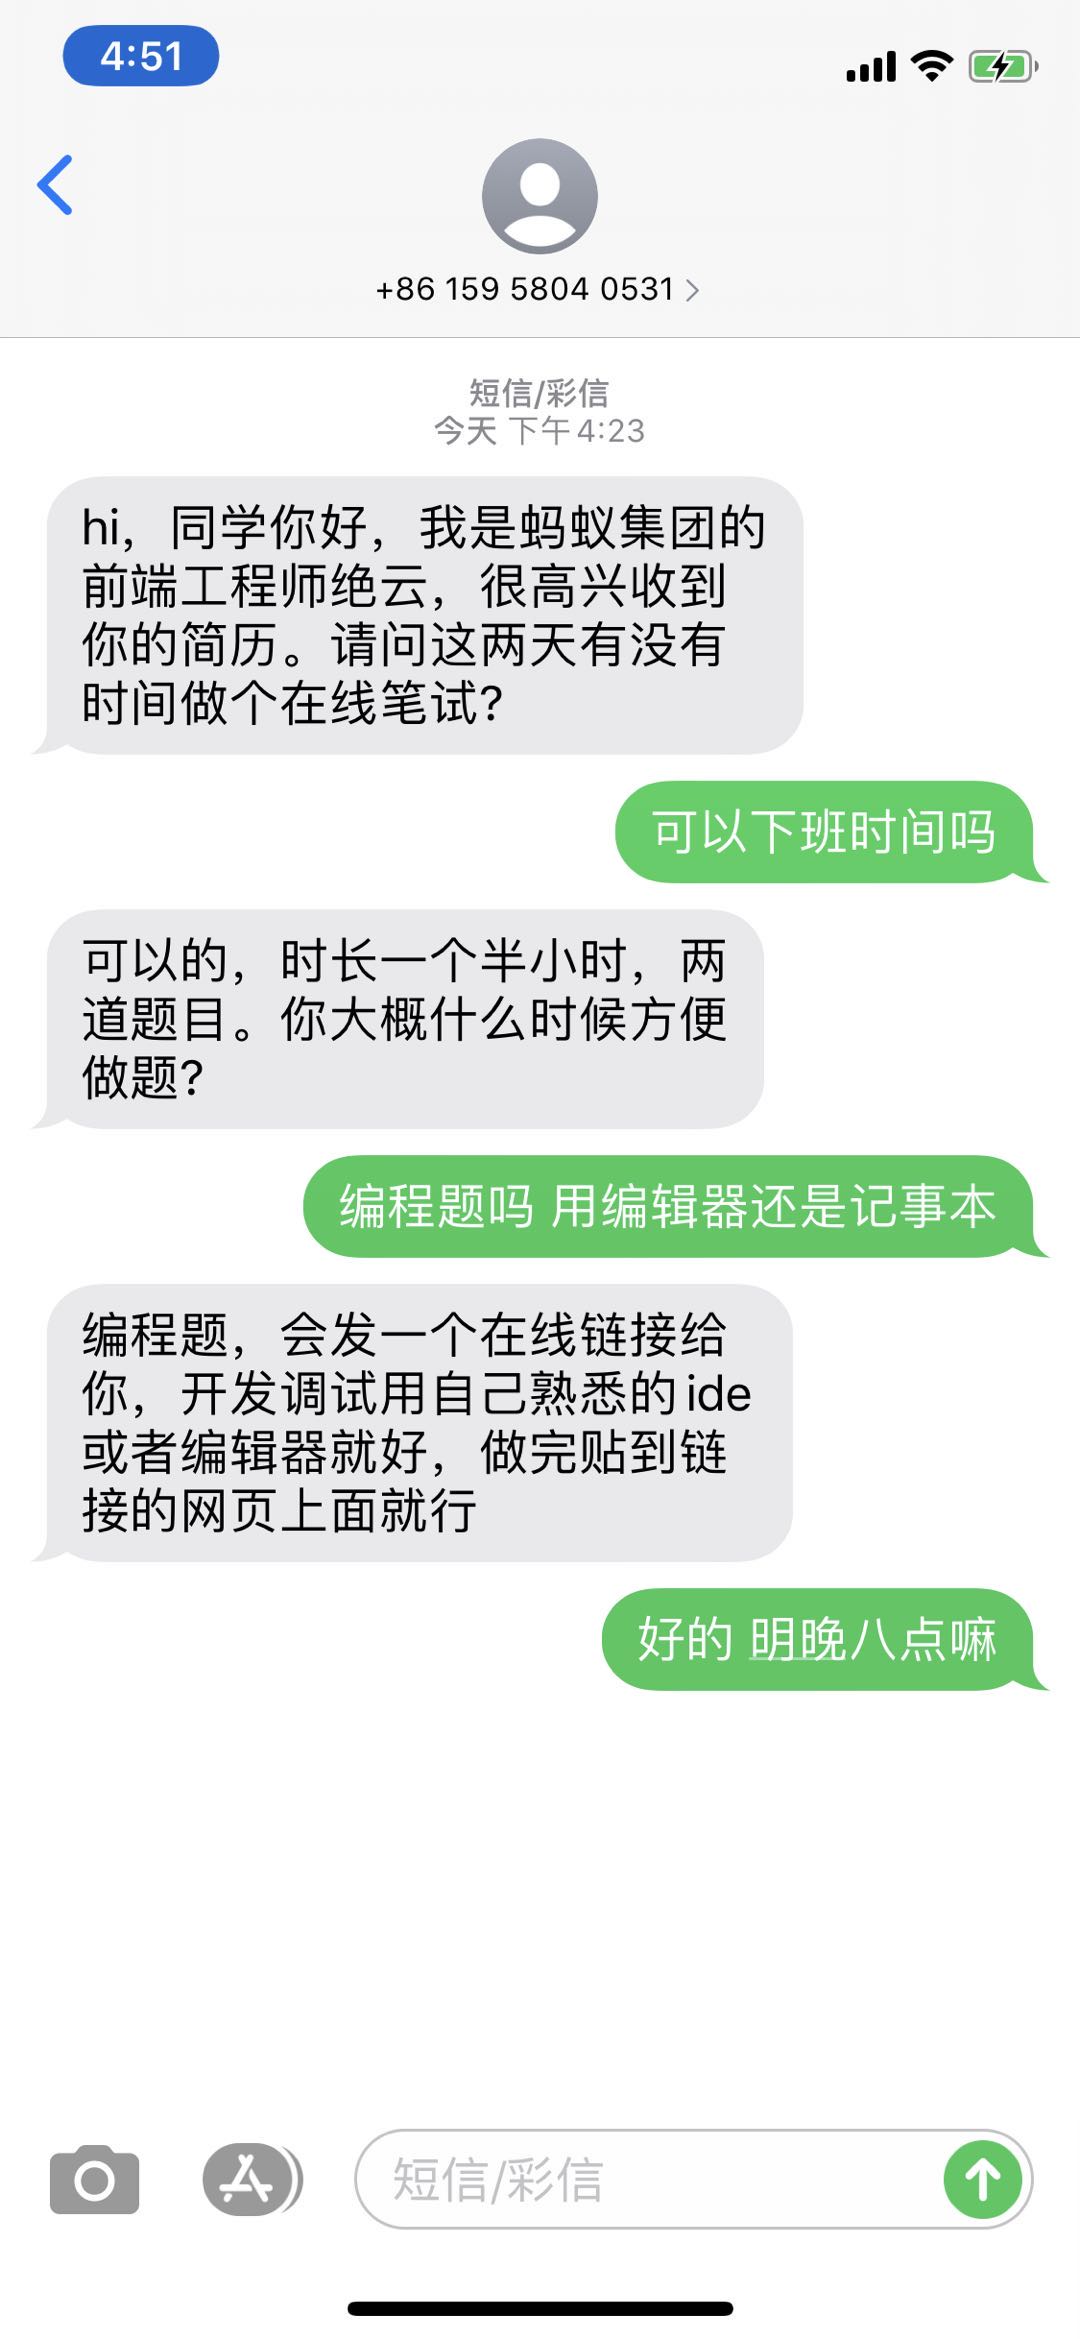 4:51
+86 159 5804 0531
短信/彩信
今天 下午4:23
hi，同学你好，我是蚂蚁集团的
前端工程师绝云，很高兴收到
你的简历。请问这两天有没有
时间做个在线笔试?
可以下班时间吗
可以的，时长一个半小时，两
道题目。你大概什么时候方便
做题?
编程题吗 用编辑器还是记事本
编程题，会发一个在线链接给
你，开发调试用自己熟悉的ide
或者编辑器就好，做完贴到链
接的网页上面就行
好的 明晚八点嘛
短信/彩信